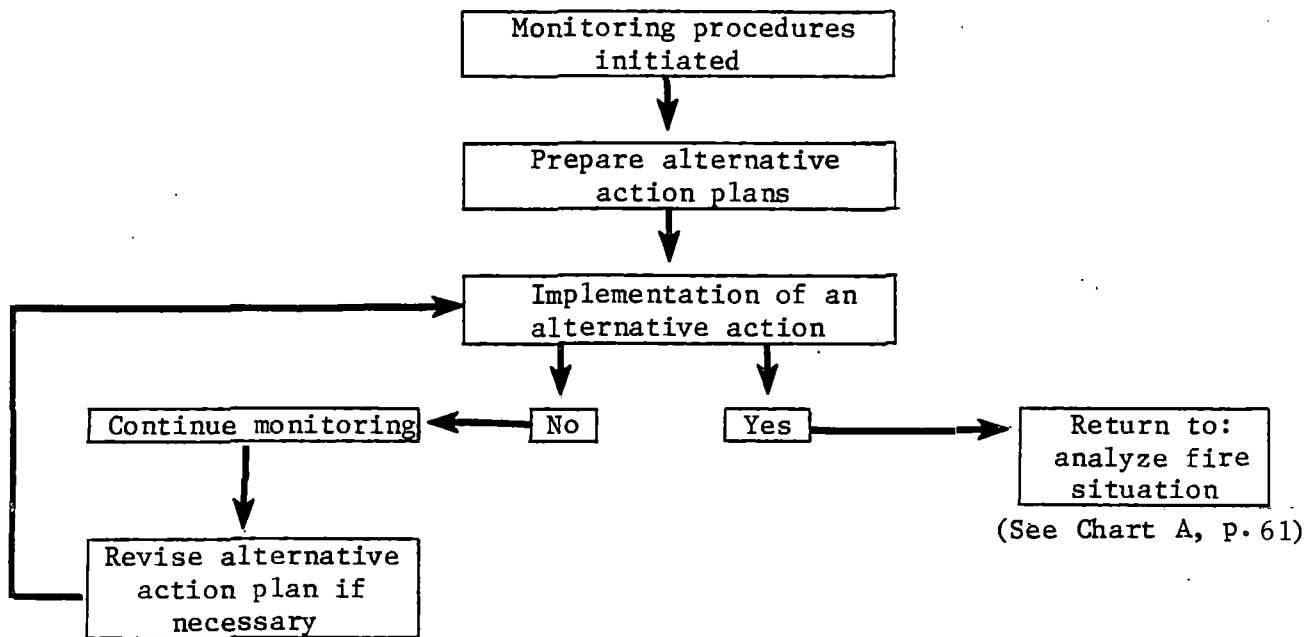 Monitoring procedures
initiated
Prepare alternative
action plans
Implementation of an
alternative action
Continue monitoring
No
Yes
Return to:
analyze fire
situation
(See Chart A, p. 61)
Revise alternative
action plan if
necessary